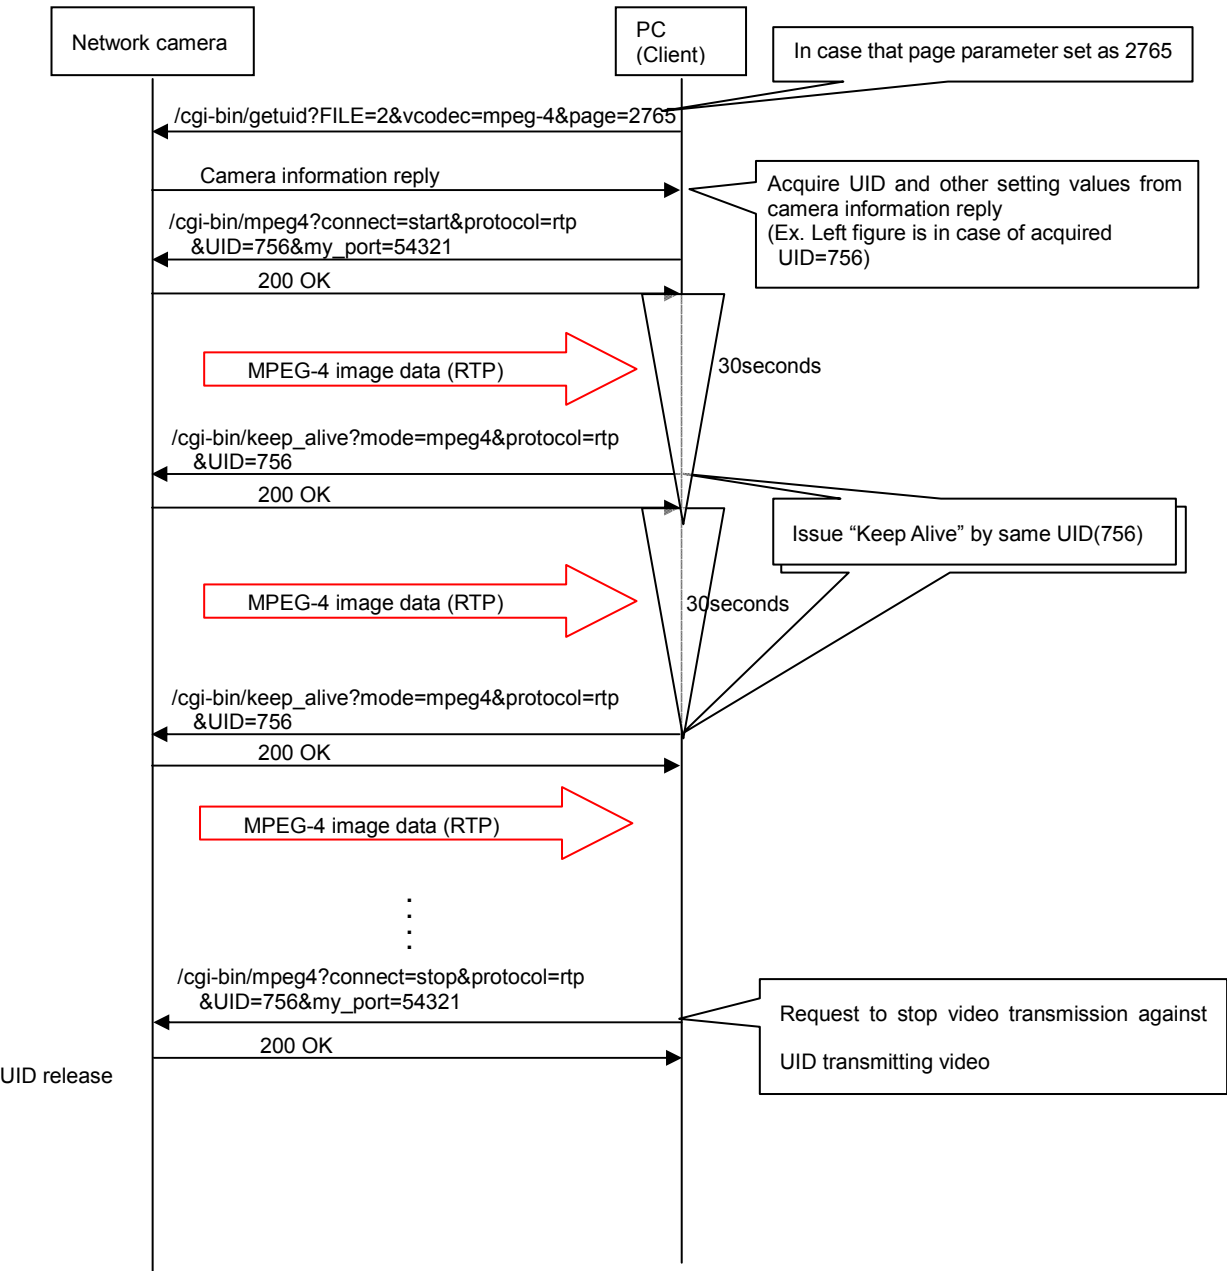 Network camera
PC
(Client)
In case that page parameter set as 2765
/cgi-bin/getuid?FILE=2&vcodec=mpeg-4&page=2765
Camera information reply
Acquire UID and other setting values from
camera information reply
(Ex. Left figure is in case of acquired
UID=756)
/cgi-bin/mpeg4?connect=start&protocol=rtp
&UID=756&my_port=54321
200 OK
MPEG-4 image data (RTP)
30seconds
/cgi-bin/keep_alive?mode=mpeg4&protocol=rtp
&UID=756
200 OK
Issue “Keep Alive” by same UID(756)
MPEG-4 image data (RTP)
30seconds
/cgi-bin/keep_alive?mode=mpeg4&protocol=rtp
&UID=756
200 OK
MPEG-4 image data (RTP)
/cgi-bin/mpeg4?connect=stop&protocol=rtp
&UID=756&my_port=54321
Request to stop video transmission against
UID transmitting video
200 OK
UID release